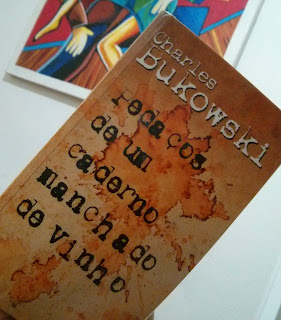 Charles
Bukowski
Pedaços
de um
caderno
manchado
de vinho